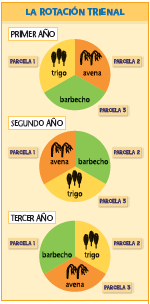 LA ROTACIÓN TRIENAL
PRIMER AÑO
PARCELA 1
PARCELA 2
trigo
avena
barbecho
PARCELA 3
SEGUNDO AÑO
PARCELA 1
PARCELA 2
avena
barbecho
trigo
PARCELA 3
TERCER AÑO
PARCELA 1
PARCELA 2
barbecho
trigo
avena
PARCELA 3